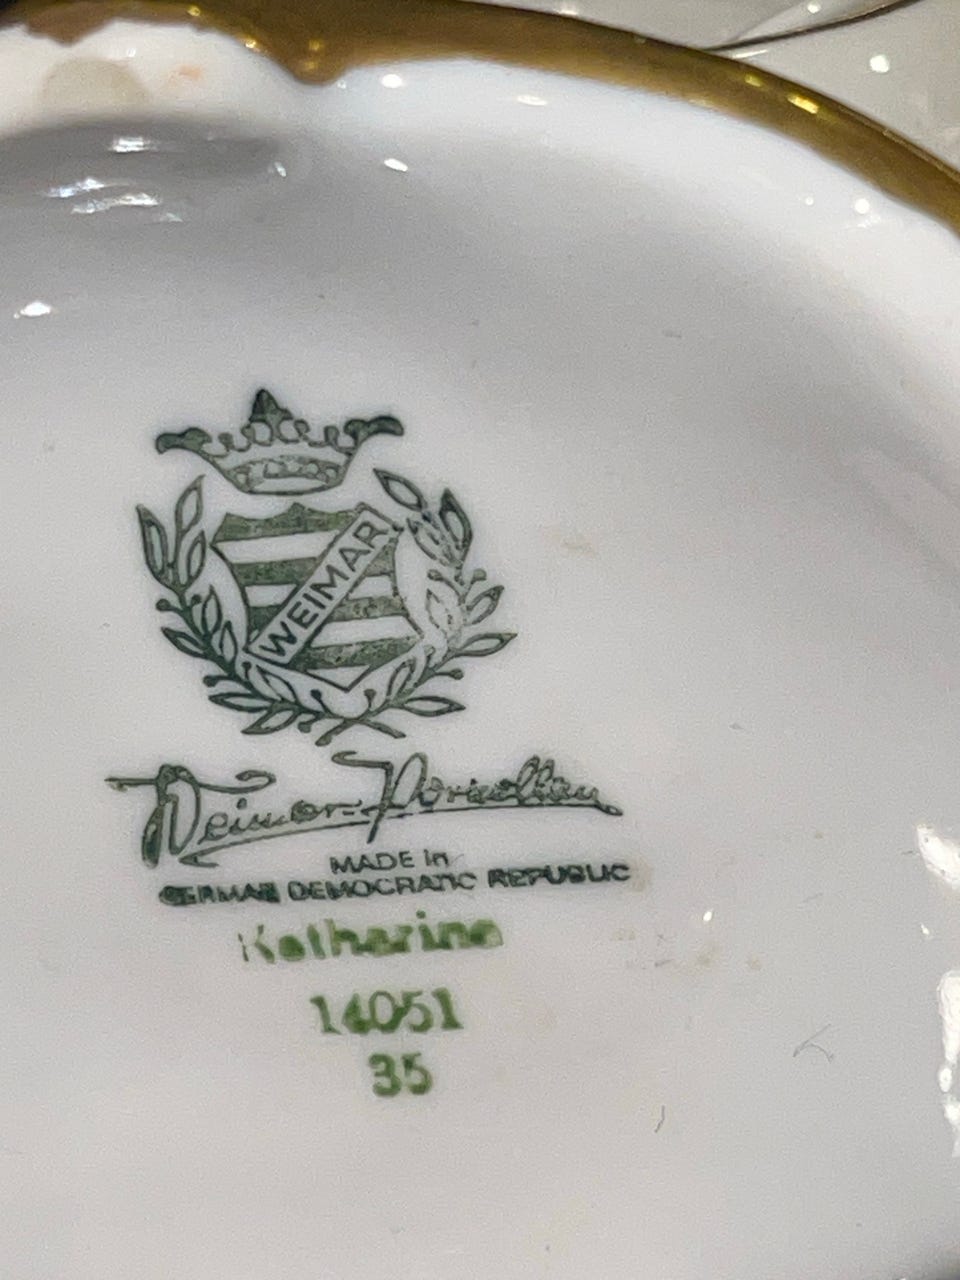 WEIMAR
Weimar-Porzellan
MADE in
GERMAN DEMOCRATIC REPUBLIC
Katharina
14051
35